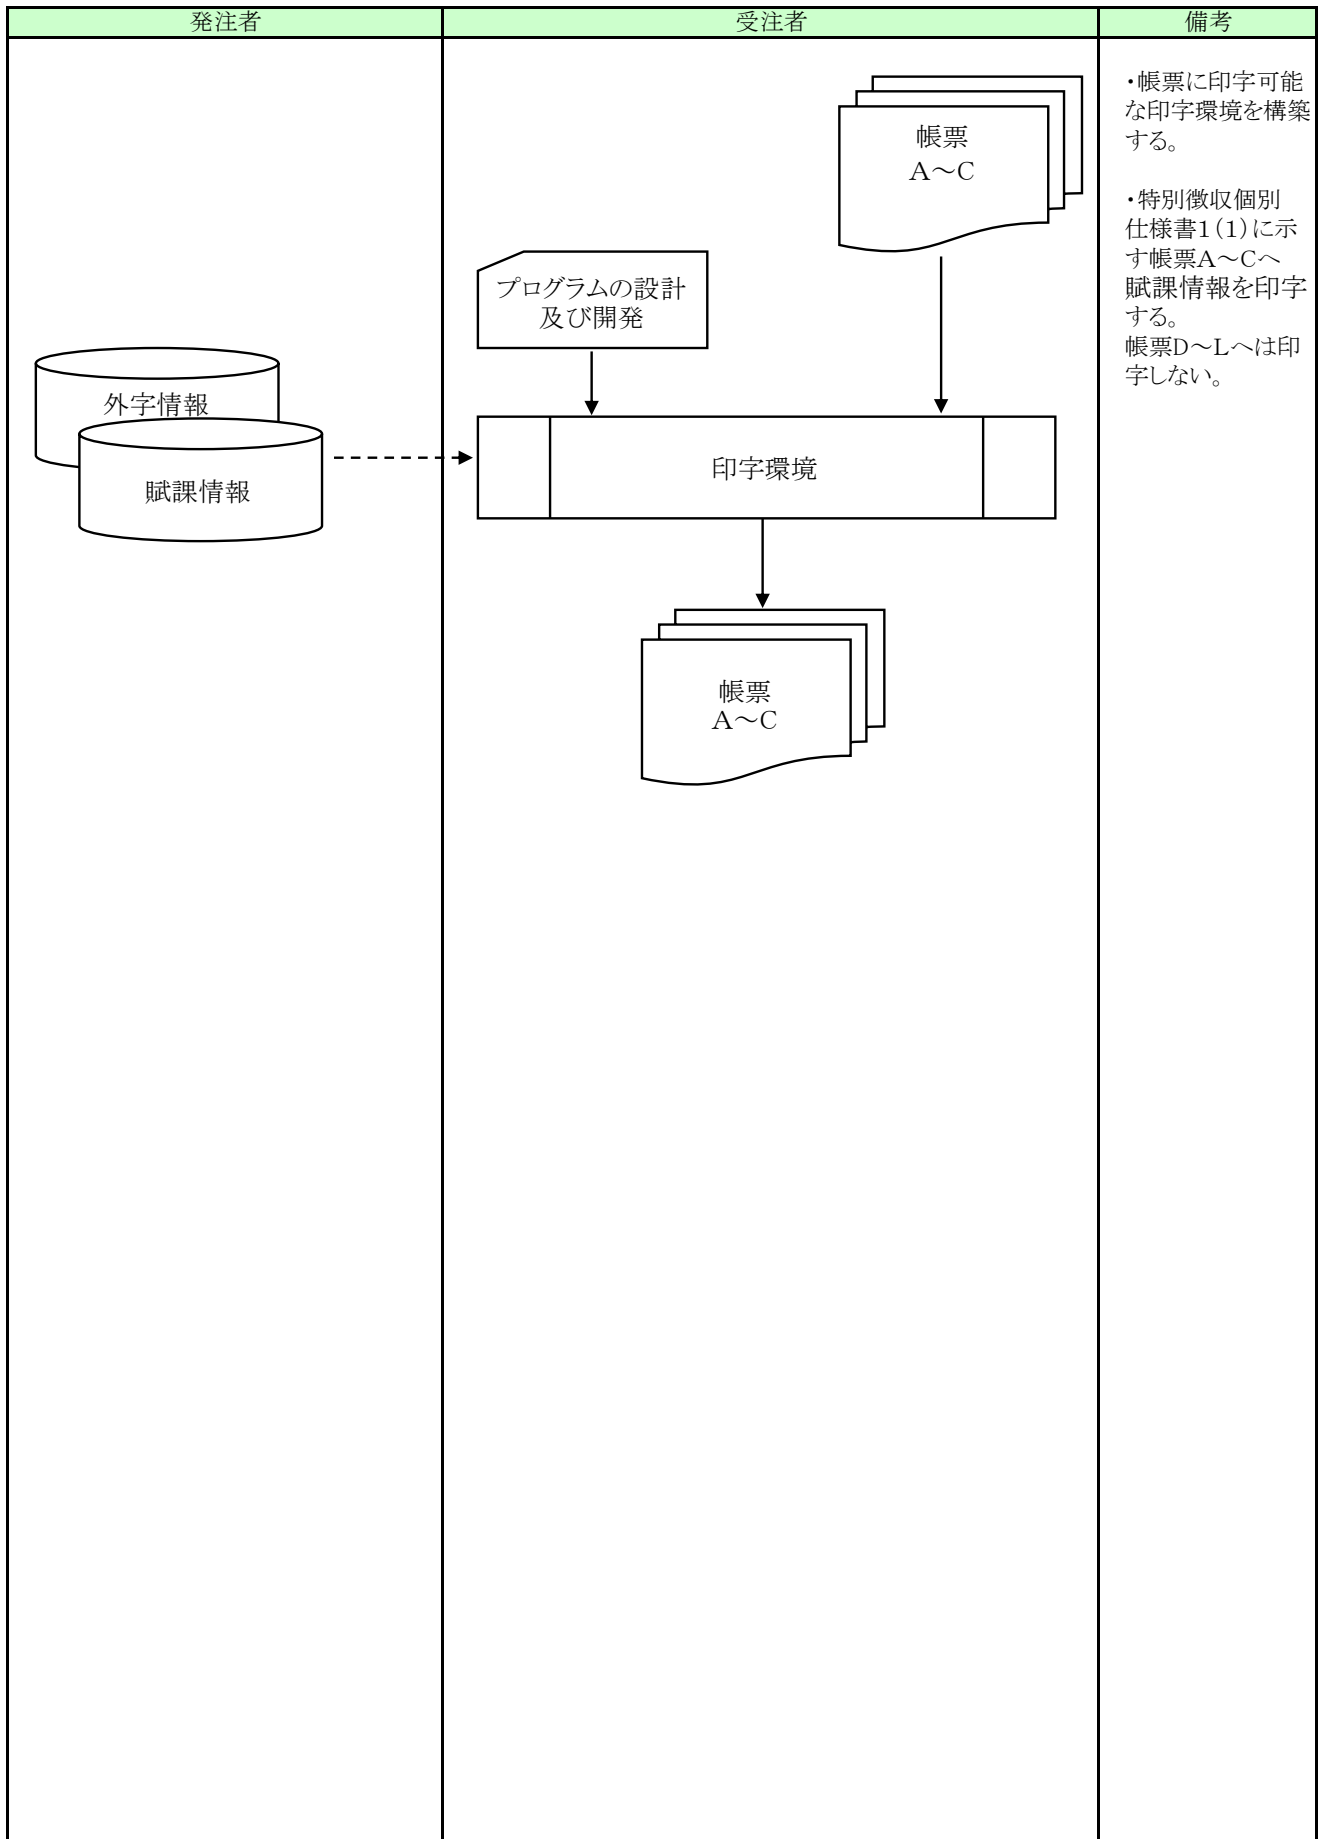 発注者
受注者
備考
帳票
A～C
プログラムの設計
及び開発
外字情報
賦課情報
印字環境
帳票
A～C
・帳票に印字可能
な印字環境を構築
する。
・特別徴収個別
仕様書1(1)に示
す帳票A～Cへ
賦課情報を印字
する。
帳票D～Lへは印
字しない。